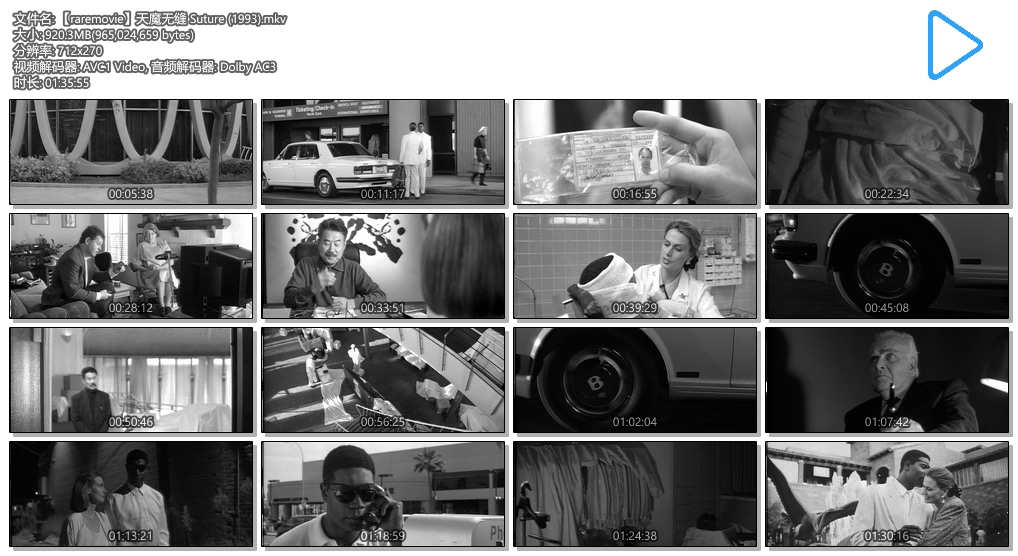 文件名: 【raremovie】天魔无缝 Suture (1993).mkv
大小: 920.3MB(965,024,659 bytes)
分辨率: 712x270
视频解码器: AVC1 Video, 音频解码器: Dolby AC3
时长: 01:35:55
Ticketing/Check-in
00:05:38
00:11:17
00:16:55
00:22:34
00:28:12
00:33:51
00:39:29
B
00:45:08
00:50:46
00:56:25
B
01:02:04
01:07:42
01:13:21
Ph
01:18:59
01:24:38
01:30:16